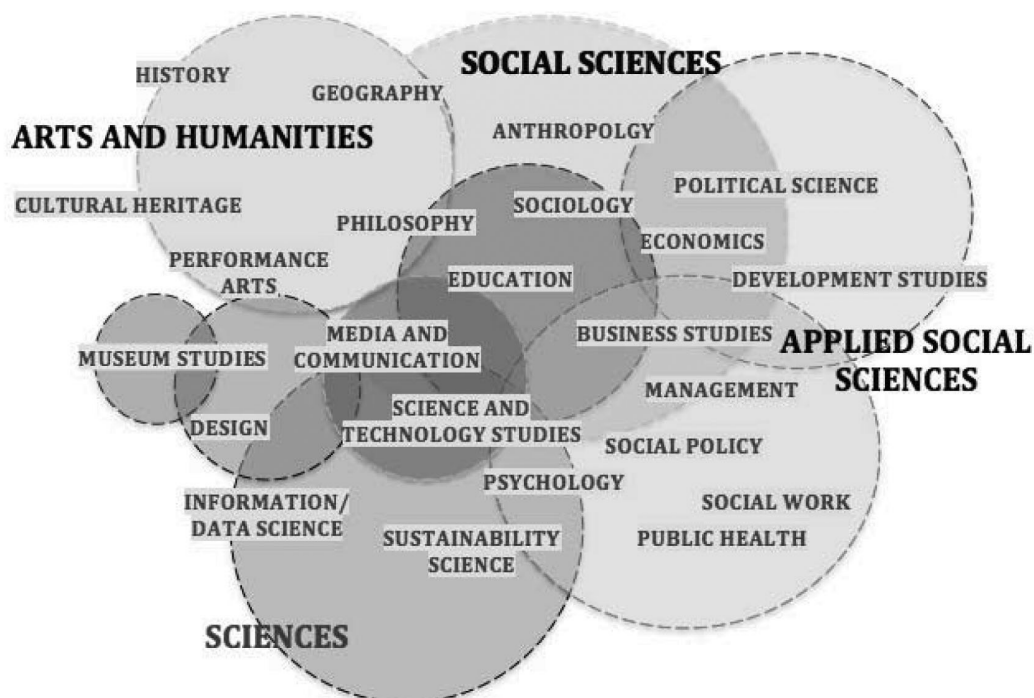 SOCIAL SCIENCES
HISTORY
GEOGRAPHY
ARTS AND HUMANITIES
ANTHROPOLGY
POLITICAL SCIENCE
CULTURAL HERITAGE
PHILOSOPHY
SOCIOLOGY
ECONOMICS
PERFORMANCE
ARTS
EDUCATION
DEVELOPMENT STUDIES
MUSEUM STUDIES
MEDIA AND
COMMUNICATION
BUSINESS STUDIES
APPLIED SOCIAL
SCIENCES
MANAGEMENT
DESIGN
SCIENCE AND
TECHNOLOGY STUDIES
SOCIAL POLICY
PSYCHOLOGY
INFORMATION/
DATA SCIENCE
SOCIAL WORK
SUSTAINABILITY
SCIENCE
PUBLIC HEALTH
SCIENCES